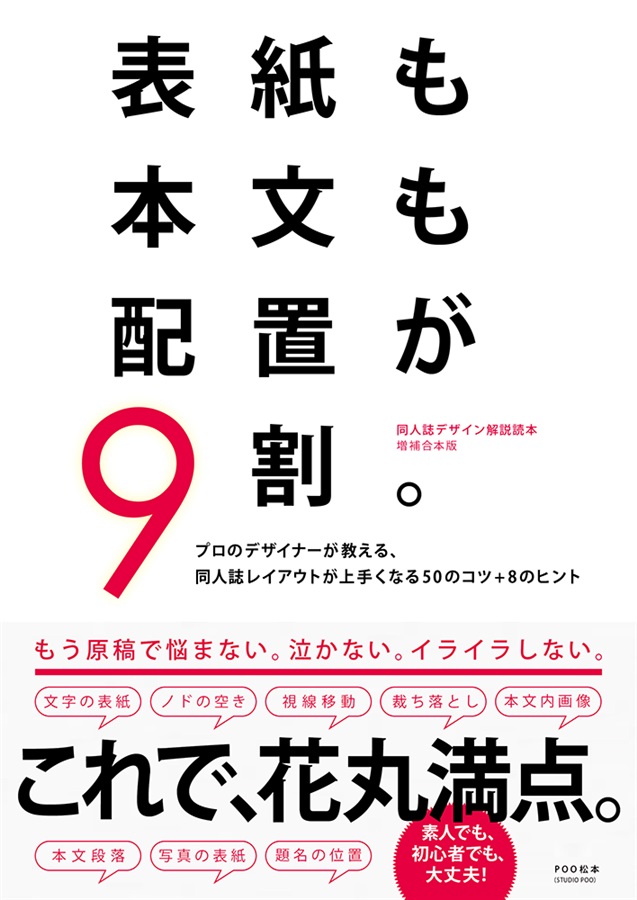 表紙も
本文も
配置が
9割。
同人誌デザイン解説読本
増補合本版
プロのデザイナーが教える、
同人誌レイアウトが上手くなる50のコツ+8のヒント
もう原稿で悩まない。泣かない。イライラしない。
文字の表紙
ノドの空き
視線移動
裁ち落とし
本文内画像
これで、花丸満点。
本文段落
写真の表紙
題名の位置
素人でも、
初心者でも、
大丈夫！
POO松本
(STUDIO POO)